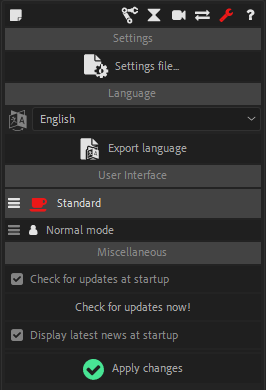 Settings
Settings file...
Language
English
Export language
User Interface
Standard
Normal mode
Miscellaneous
Check for updates at startup
Check for updates now!
Display latest news at startup
Apply changes